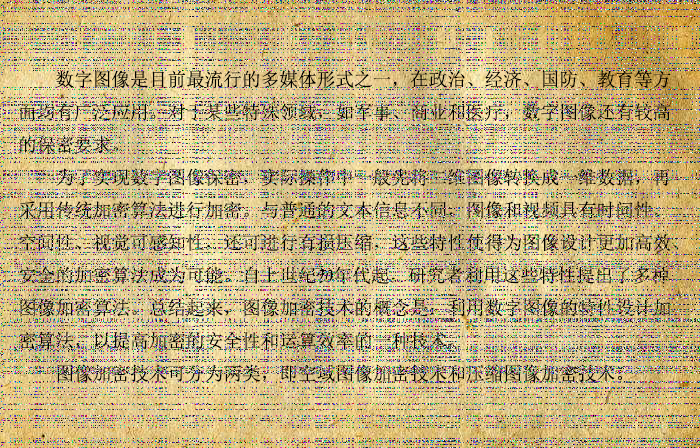 数字图像是目前最流行的多媒体形式之一，在政治、经济、国防、教育等方
面均有广泛应用。对于某些特殊领域，如军事、商业和医疗，数字图像还有较高
的保密要求。
为了实现数字图像保密，实际操作中一般先将二维图像转换成一维数据，再
采用传统加密算法进行加密。与普通的文本信息不同，图像和视频具有时间性、
空间性、视觉可感知性，还可进行有损压缩，这些特性使得为图像设计更加高效、
安全的加密算法成为可能。自上世纪90年代起，研究者利用这些特性提出了多种
图像加密算法。总结起来，图像加密技术的概念是：利用数字图像的特性设计加
密算法，以提高加密的安全性和运算效率的一种技术。
图像加密技术可分为两类，即空域图像加密技术和压缩图像加密技术。